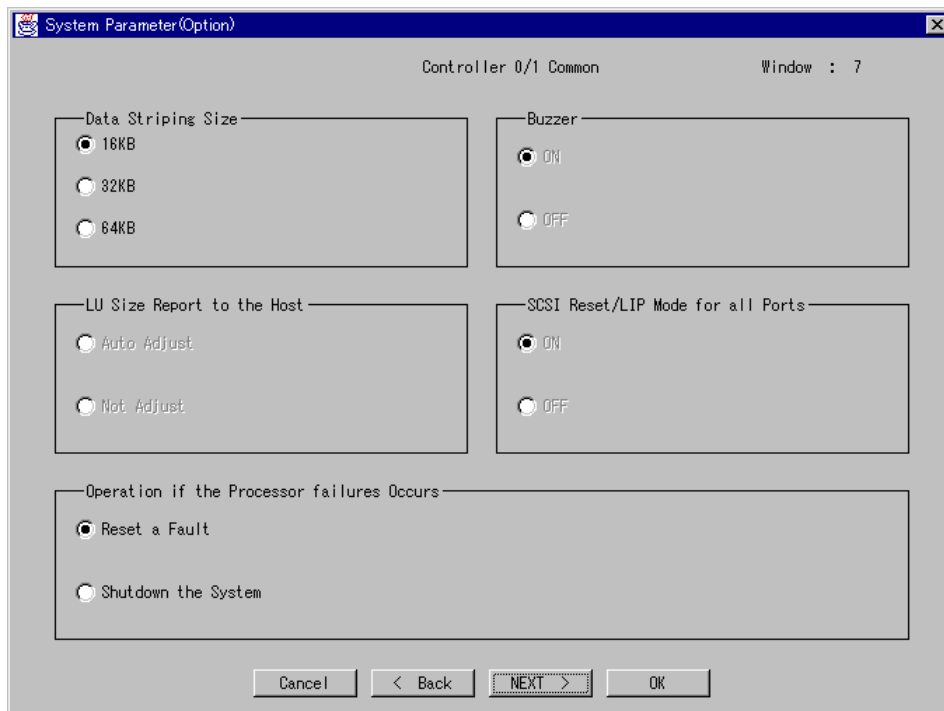 System Parameter(Option)
Controller 0/1 Common Window : 7
Data Striping Size
16KB
32KB
64KB
Buzzer
ON
OFF
LU Size Report to the Host
Auto Adjust
Not Adjust
SCSI Reset/LIP Mode for all Ports
ON
OFF
Operation if the Processor failures Occurs
Reset a Fault
Shutdown the System
Cancel < Back NEXT > OK